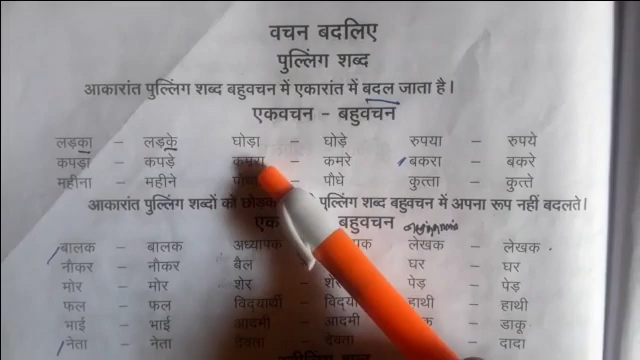 वचन बदलिए
पुल्लिंग शब्द
आकारांत पुल्लिंग शब्द बहुवचन में एकारांत में बदल जाता है।
एकवचन - बहुवचन
लड़का - लड़के घोड़ा - घोड़े रुपया - रुपये
कपड़ा - कपड़े - कमरे बकरा - बकरे
महीना - महीने - पौधे कुत्ता - कुत्ते
आकारांत पुल्लिंग शब्दों को पुल्लिंग शब्द बहुवचन में अपना रूप नहीं बदलते।
बहुवचन
बालक - बालक अध्यापक लेखक - लेखक
नौकर - नौकर बैल घर - घर
मोर - मोर शेर - पेड़ - पेड़
फल - फल विद्यार्थी - हाथी - हाथी
भाई - भाई आदमी - आदमी - डाकू
नेता - नेता देवता - - दादा